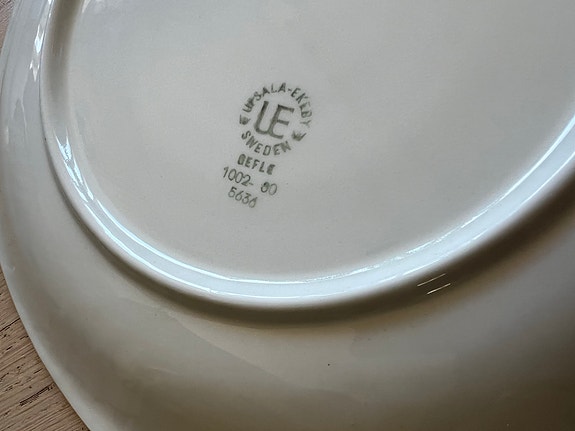 UPSALA-EKEBY
UE
SWEDEN
GEFLE
1002- 80
5636